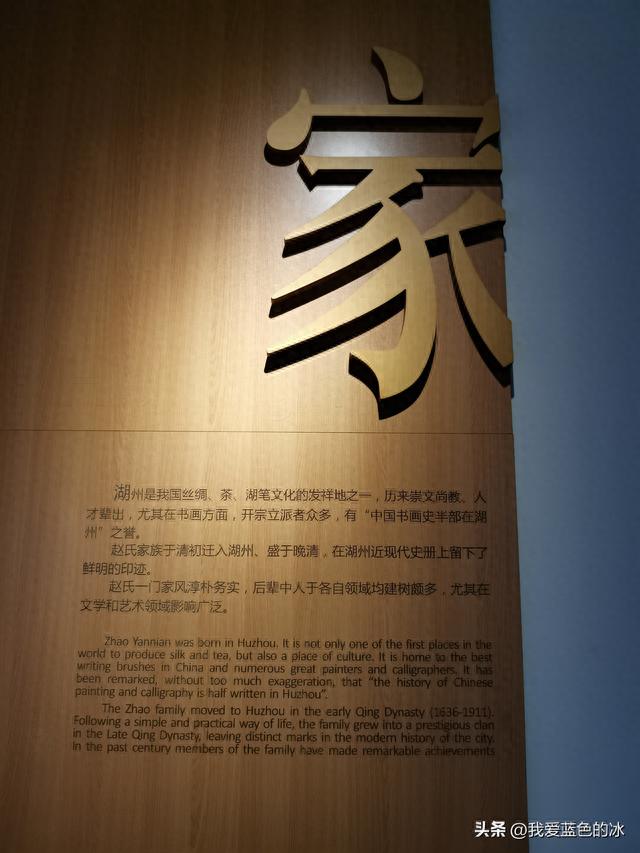 家
湖州是我国丝绸、茶、湖笔文化的发祥地之一，历来崇文尚教、人
才辈出，尤其在书画方面，开宗立派者众多，有“中国书画史半部在湖
州”之誉。
赵氏家族于清初迁入湖州、盛于晚清，在湖州近现代史册上留下了
鲜明的印迹。
赵氏一门家风淳朴务实，后辈中人于各自领域均建树颇多，尤其在
文学和艺术领域影响广泛。
Zhao Yannian was born in Huzhou. It is not only one of the first places in the
world to produce silk and tea, but also a place of culture. It is home to the best
writing brushes in China and numerous great painters and calligraphers. It has
been remarked, without too much exaggeration, that “the history of Chinese
painting and calligraphy is half written in Huzhou”.
The Zhao family moved to Huzhou in the early Qing Dynasty (1636-1911).
Following a simple and practical way of life, the family grew into a prestigious clan
in the Late Qing Dynasty, leaving distinct marks in the modern history of the city.
In the past century members of the family have made remarkable achievements
头条 @我爱蓝色的冰